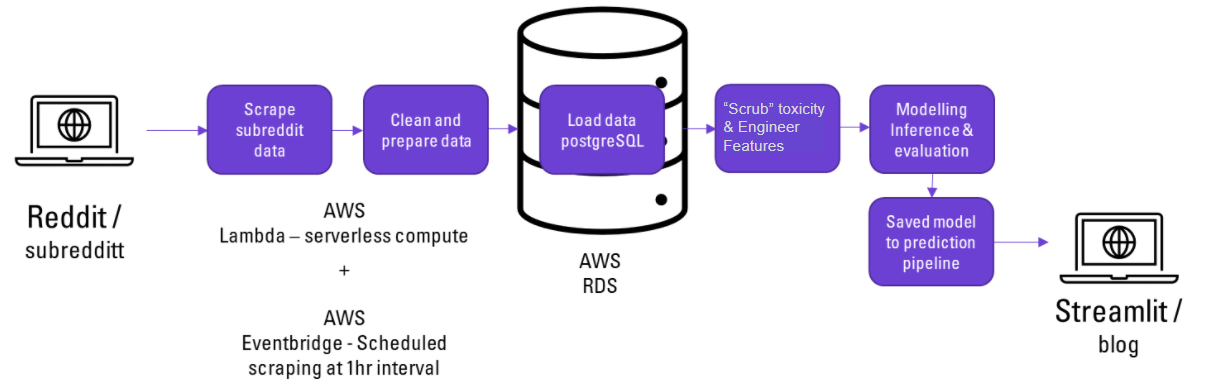 Reddit /
subredditt
Scrape
subreddit
data
Clean and
prepare data
AWS
Lambda – serverless compute
+
AWS
Eventbridge - Scheduled
scraping at 1hr interval
Load data
postgreSQL
AWS
RDS
“Scrub” toxicity
& Engineer
Features
Modelling
Inference &
evaluation
Saved model
to prediction
pipeline
Streamlit /
blog